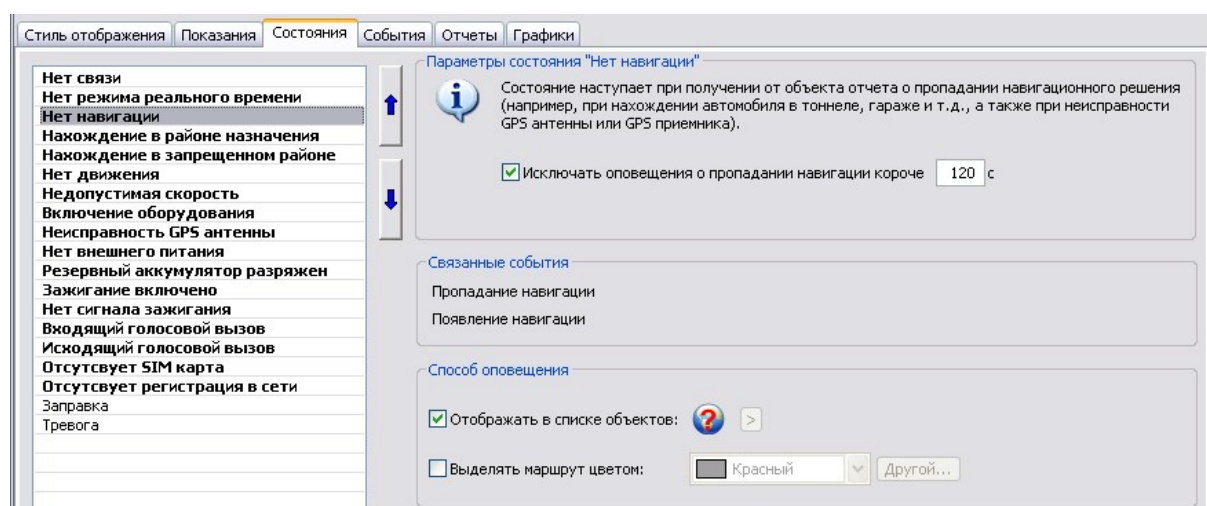 Стиль отображения Показания Состояния События Отчеты Графики
Нет связи
Нет режима реального времени
Нет навигации
Нахождение в районе назначения
Нахождение в запрещенном районе
Нет движения
Недопустимая скорость
Включение оборудования
Неисправность GPS антенны
Нет внешнего питания
Резервный аккумулятор разряжен
Зажигание включено
Нет сигнала зажигания
Входящий голосовой вызов
Исходящий голосовой вызов
Отсутсвует SIM карта
Отсутсвует регистрация в сети
Заправка
Тревога
Параметры состояния "Нет навигации"
Состояние наступает при получении от объекта отчета о пропадании навигационного решения
(например, при нахождении автомобиля в тоннеле, гараже и т.д., а также при неисправности
GPS антенны или GPS приемника).
Исключать оповещения о пропадании навигации короче 120 с
Связанные события
Пропадание навигации
Появление навигации
Способ оповещения
Отображать в списке объектов: >
Выделять маршрут цветом: Красный Другой...